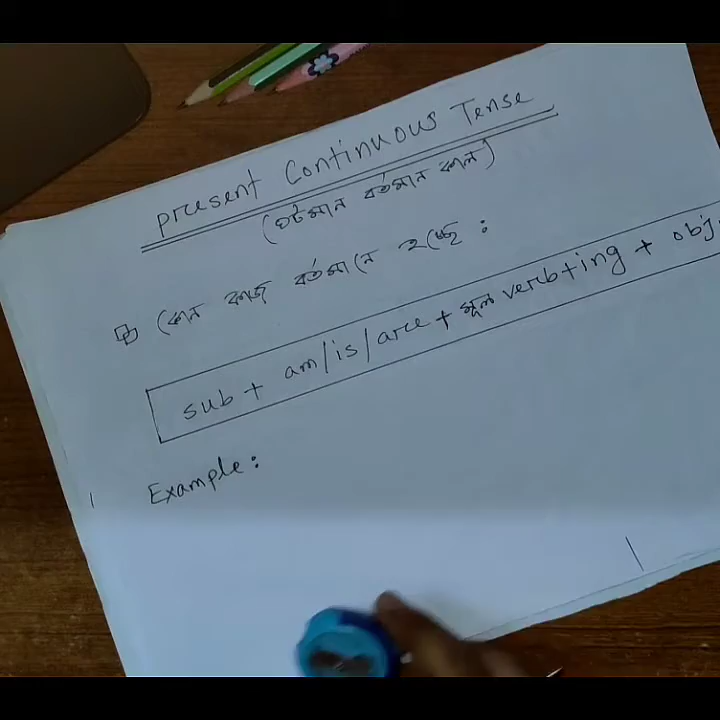 Present Continuous Tense
(ঘটমান বর্তমান কাল)
কোন কাজ বর্তমানে হচ্ছে :
sub + am/is/are + মূল verb+ing + obj
Example: